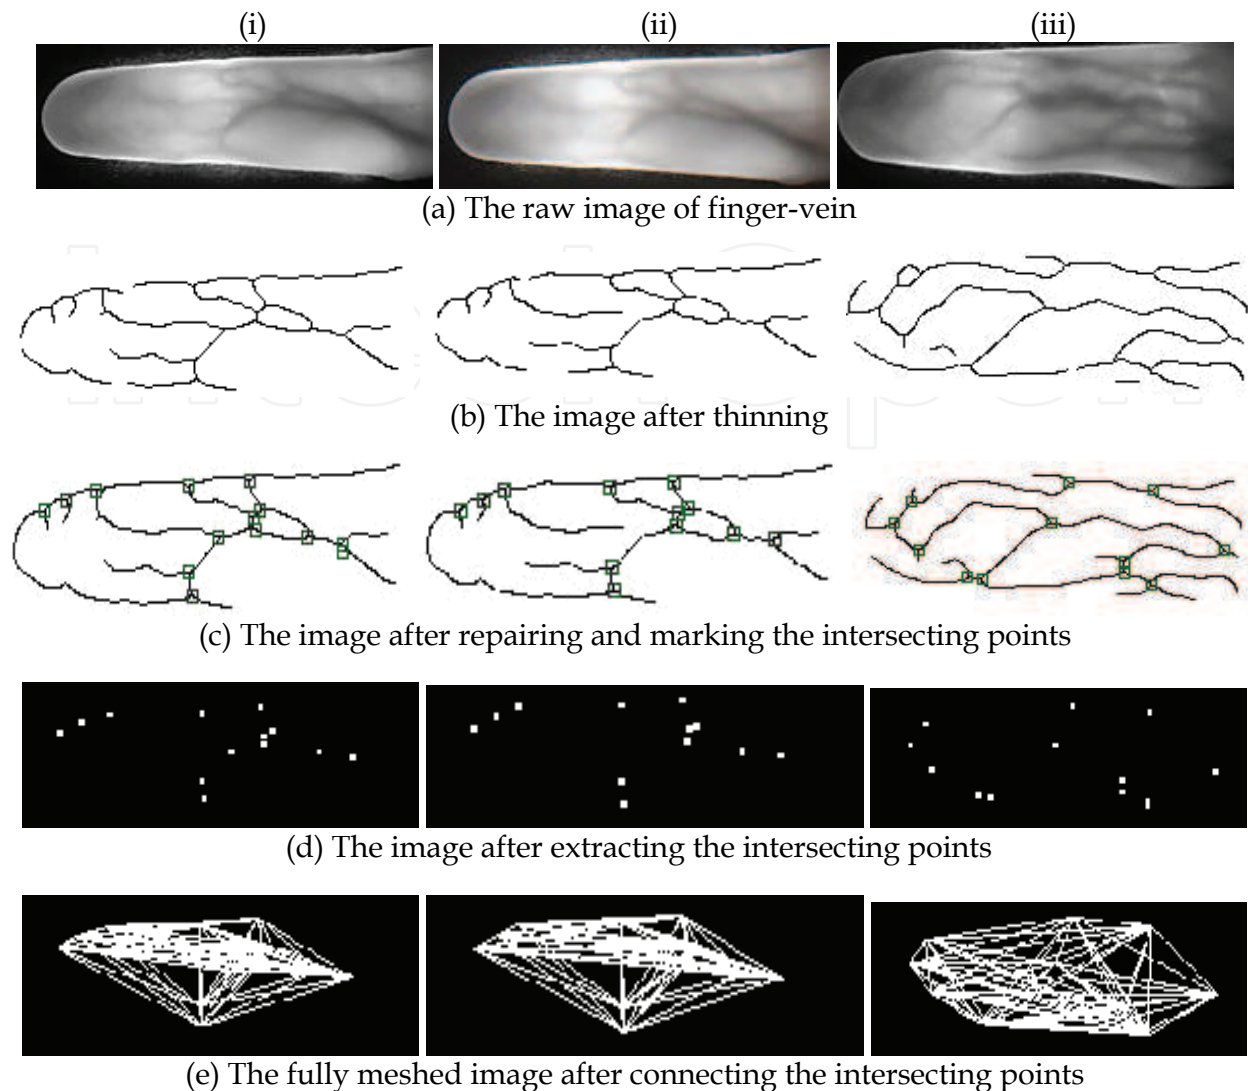 (i) (ii) (iii)
(a) The raw image of finger-vein
(b) The image after thinning
(c) The image after repairing and marking the intersecting points
(d) The image after extracting the intersecting points
(e) The fully meshed image after connecting the intersecting points